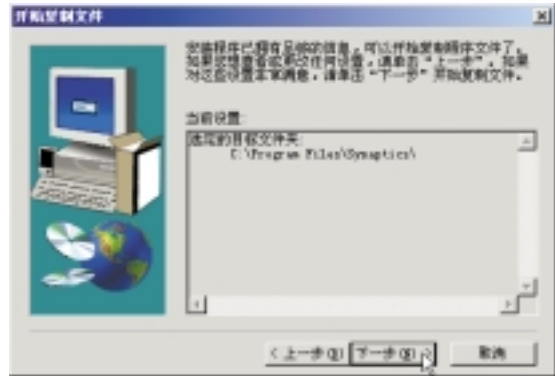 开始复制文件
安装程序已拥有足够的信息，可以开始复制程序文件了。
如果您想查看或更改任何设置，请单击“上一步”。如果
对这些设置非常满意，请单击“下一步”开始复制文件。
当前设置:
选定的目标文件夹:
C:\Program Files\Synaptics\
<上一步(B)
下一步(N)>
取消